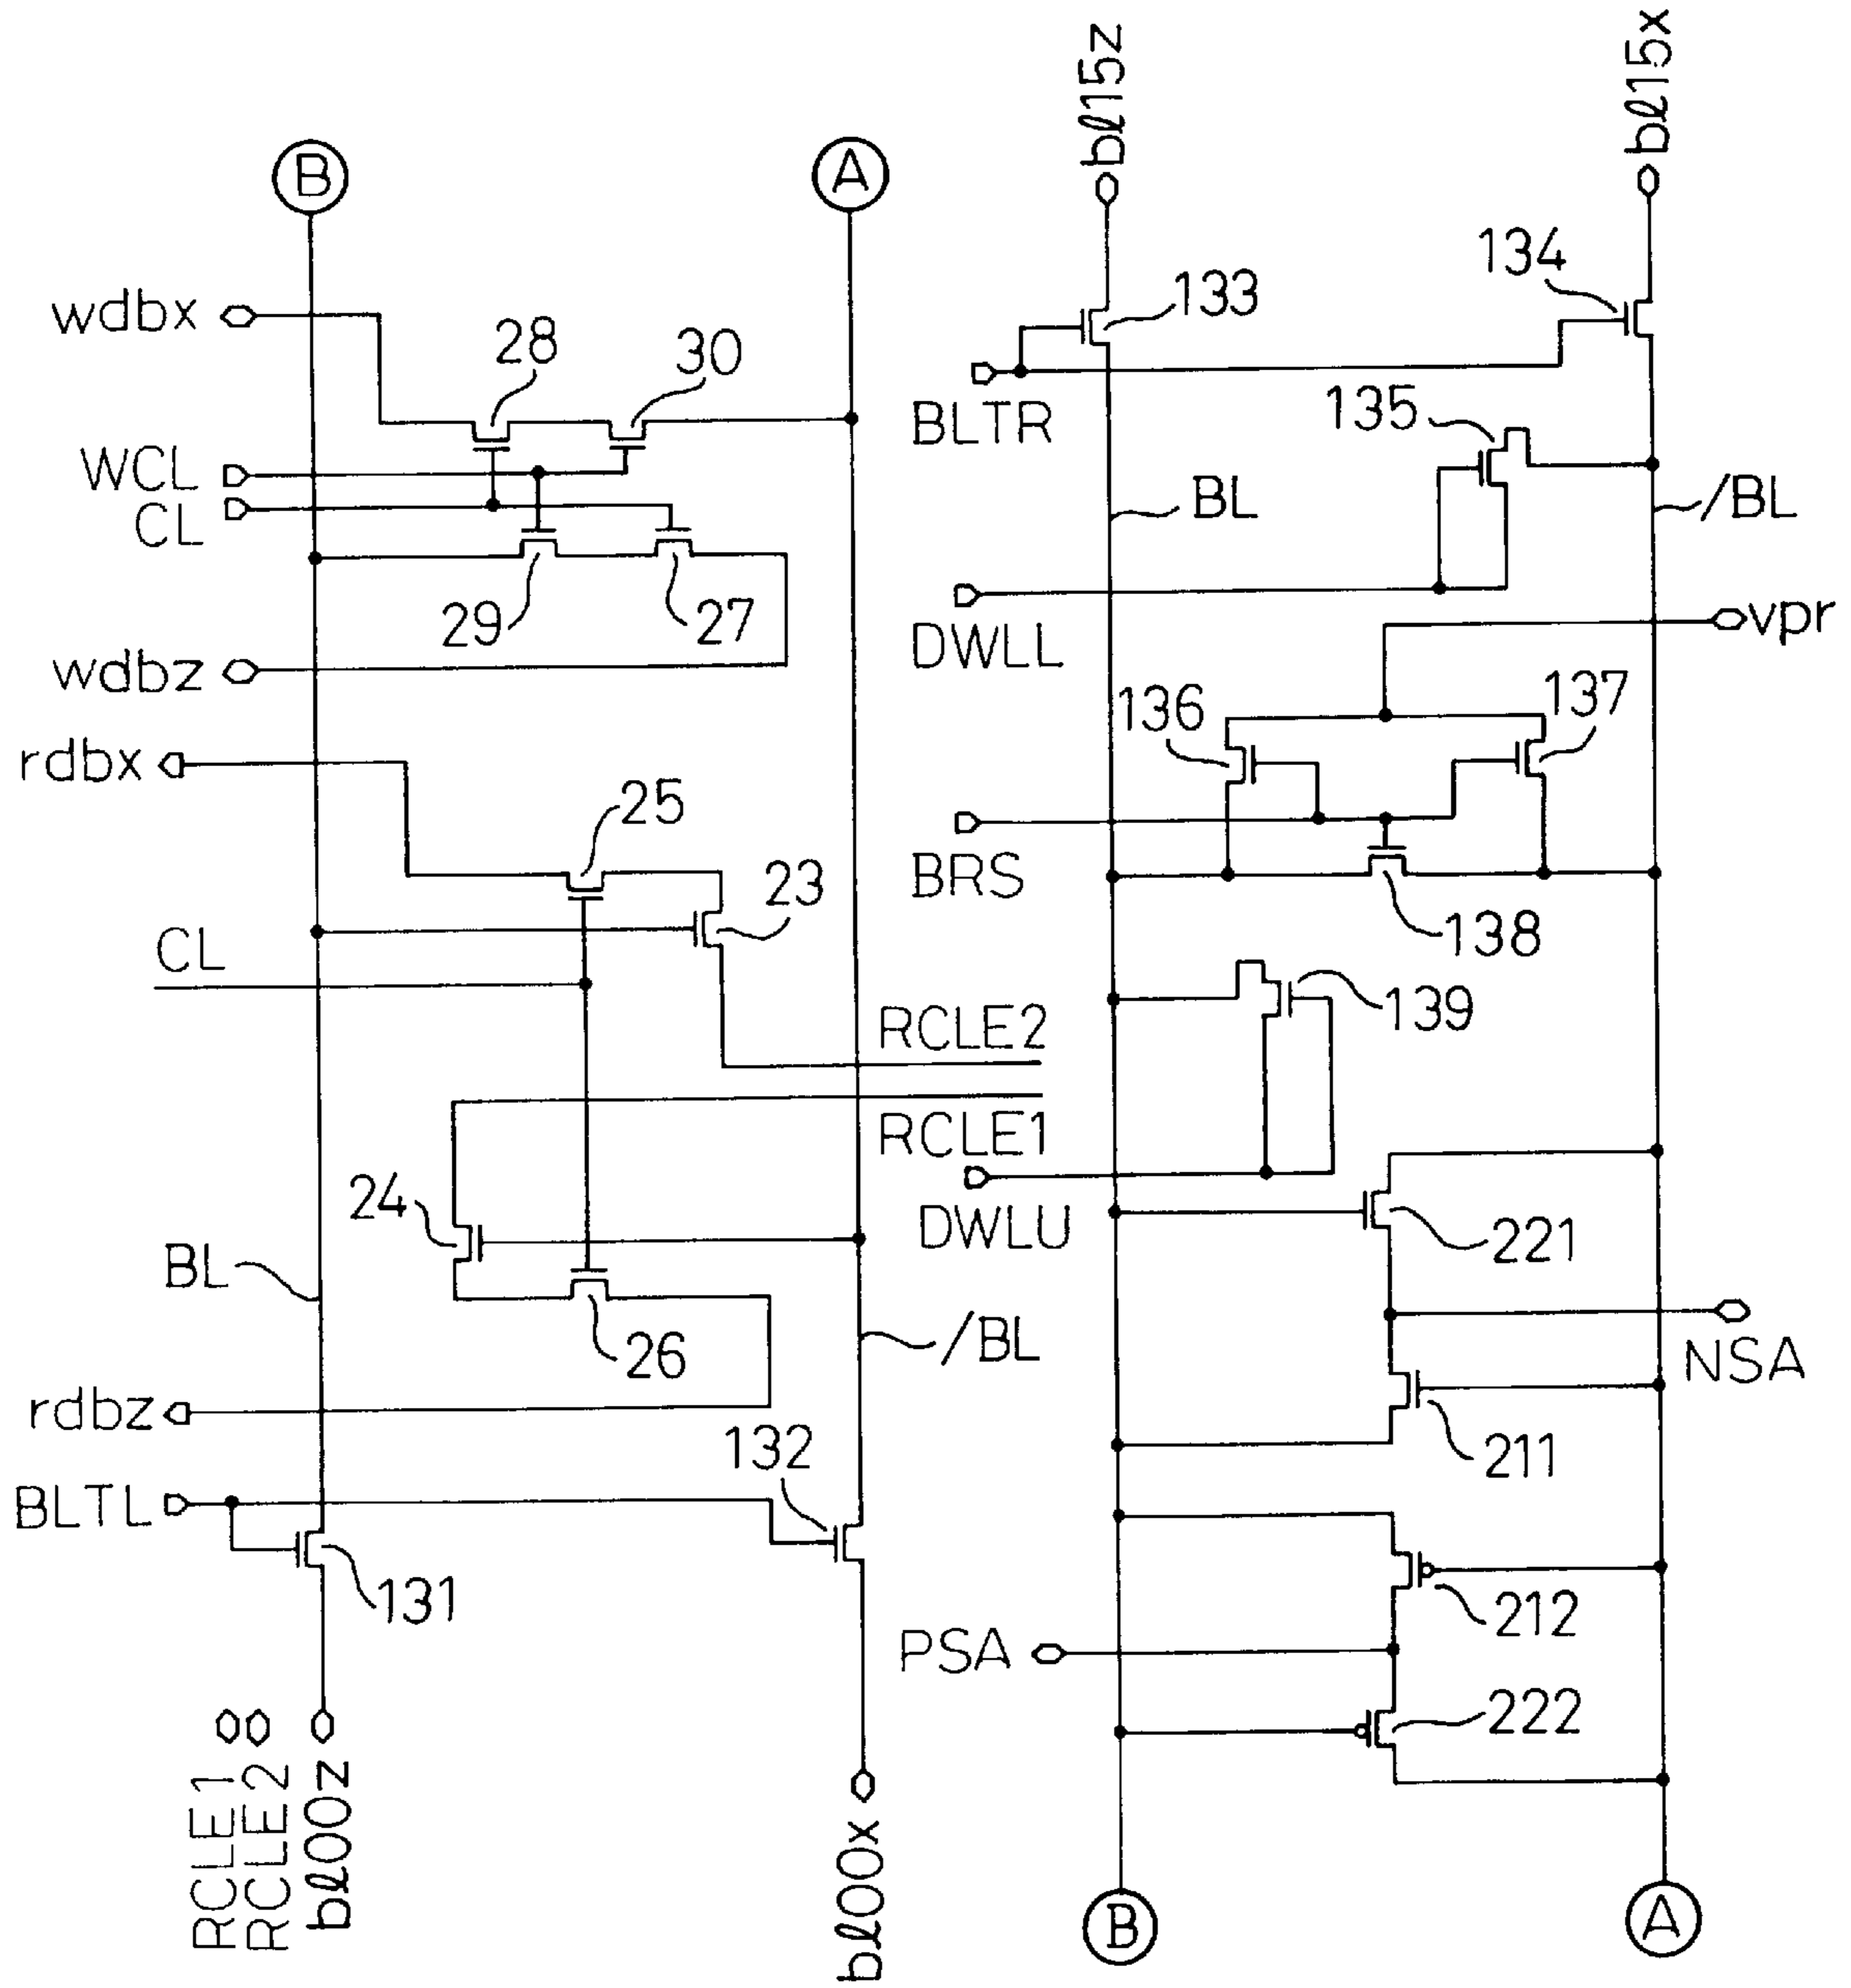 bℓ15z
bℓ15x
B
A
134
133
wdbx
28
30
135
BLTR
WCL
CL
BL
/BL
29
27
DWLL
vpr
wdbz
136
137
rdbx
25
23
BRS
138
CL
139
RCLE2
RCLE1
24
DWLU
221
BL
26
/BL
NSA
rdbz
132
211
BLTL
131
212
PSA
222
RCLE1
RCLE2
bℓ00z
bℓ00x
B
A